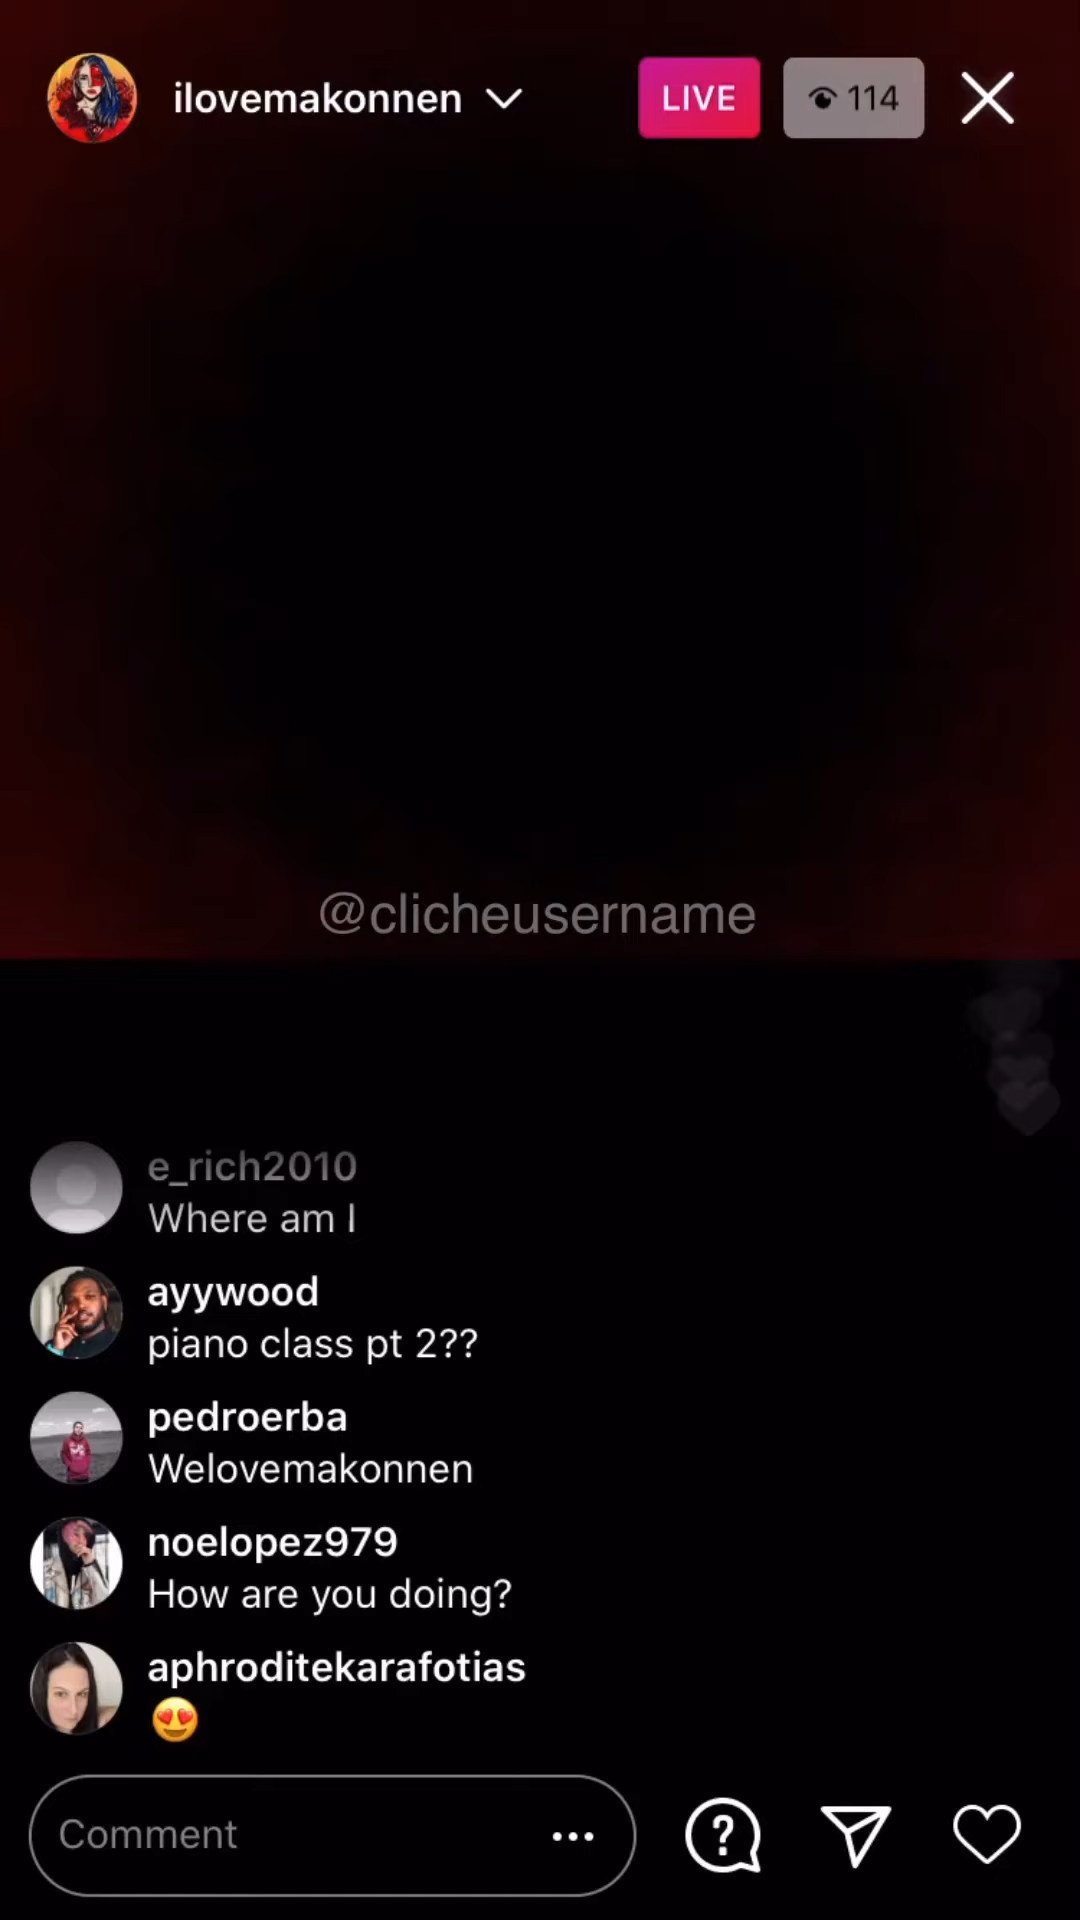 ilovemakonnen
LIVE
114
@clicheusername
e_rich2010
Where am I
ayywood
piano class pt 2??
pedroerba
Welovemakonnen
noelopez979
How are you doing?
aphroditekarafotias
😍
Comment